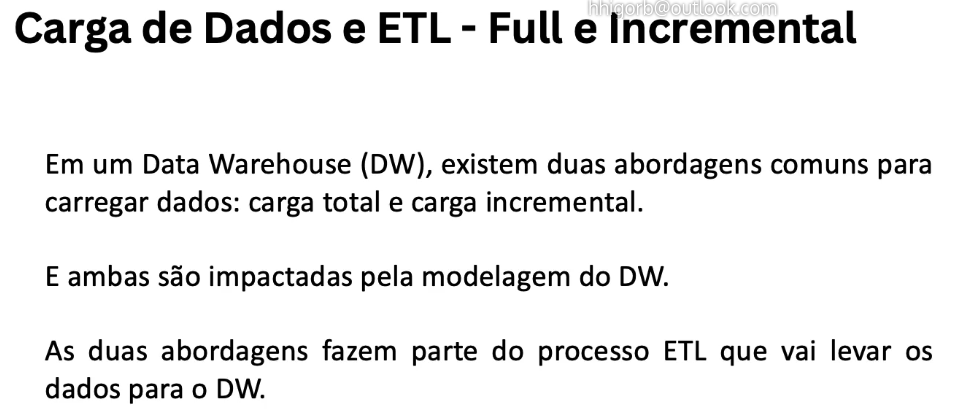 hhigorb@outlook.com
Carga de Dados e ETL - Full e Incremental
Em um Data Warehouse (DW), existem duas abordagens comuns para
carregar dados: carga total e carga incremental.
E ambas são impactadas pela modelagem do DW.
As duas abordagens fazem parte do processo ETL que vai levar os
dados para o DW.